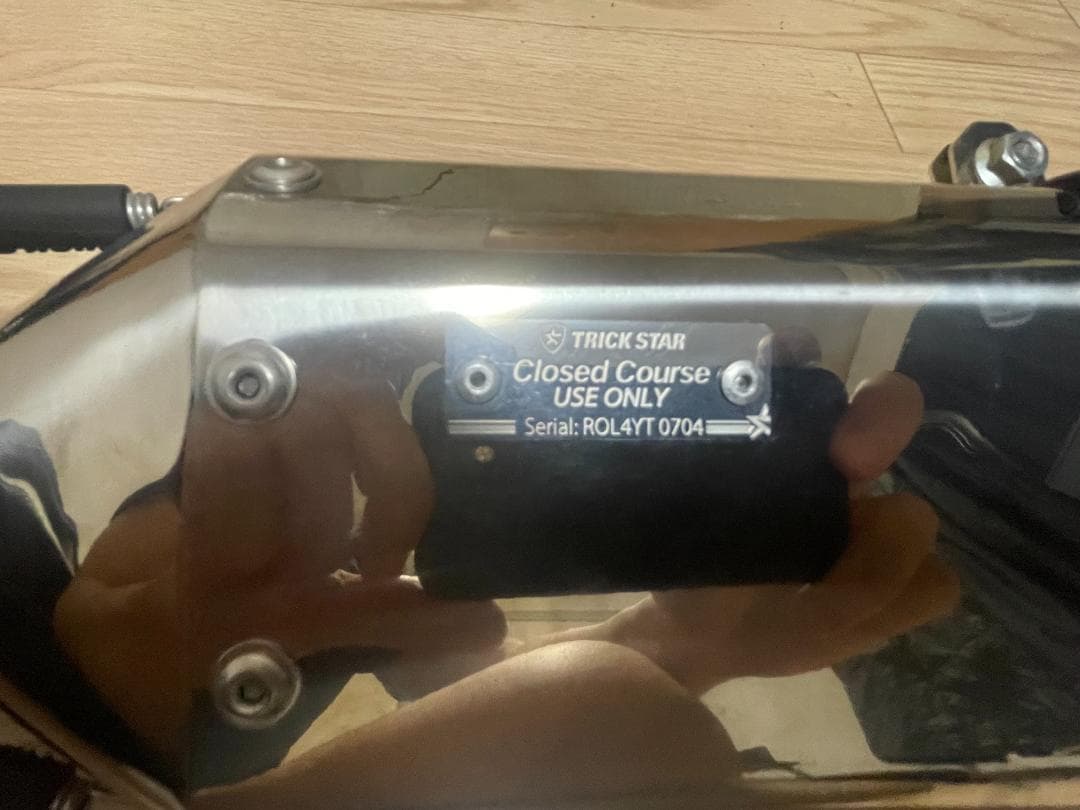 TRICK STAR
Closed Course
USE ONLY
Serial: ROL4YT 0704